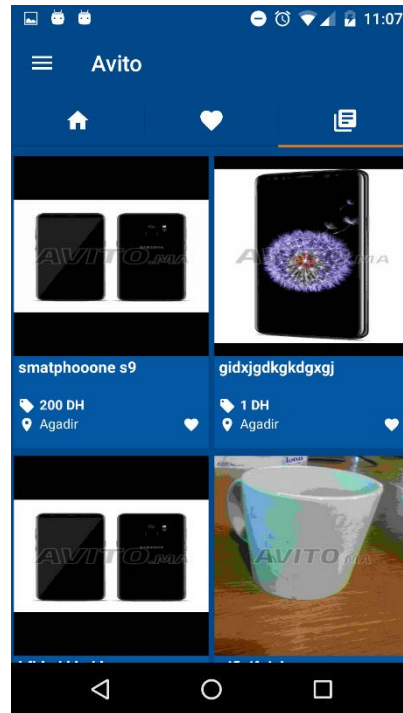 11:07
Avito
AVITO.MA
AVITO.MA
smatphooone s9
gidxjgdkgkdgxgj
200 DH
1 DH
Agadir
Agadir
AVITO.MA
AVITO.MA